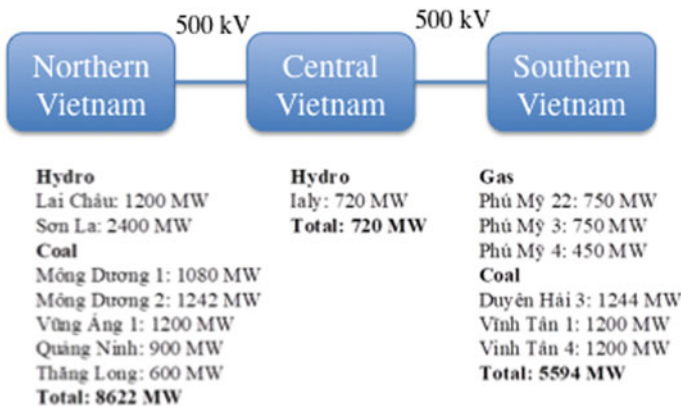 500 kV
500 kV
Northern
Vietnam
Central
Vietnam
Southern
Vietnam
Hydro
Lai Châu: 1200 MW
Sơn La: 2400 MW
Coal
Mông Dương 1: 1080 MW
Mông Dương 2: 1242 MW
Vũng Áng 1: 1200 MW
Quảng Ninh: 900 MW
Thăng Long: 600 MW
Total: 8622 MW
Hydro
Ialy: 720 MW
Total: 720 MW
Gas
Phú Mỹ 22: 750 MW
Phú Mỹ 3: 750 MW
Phú Mỹ 4: 450 MW
Coal
Duyên Hải 3: 1244 MW
Vĩnh Tân 1: 1200 MW
Vĩnh Tân 4: 1200 MW
Total: 5594 MW